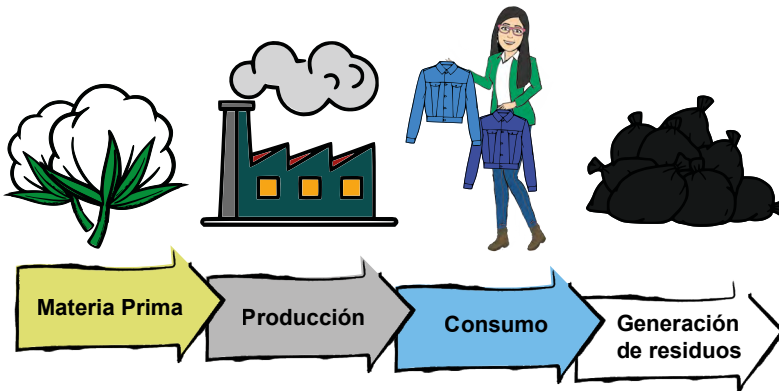 Materia Prima
Producción
Consumo
Generación
de residuos